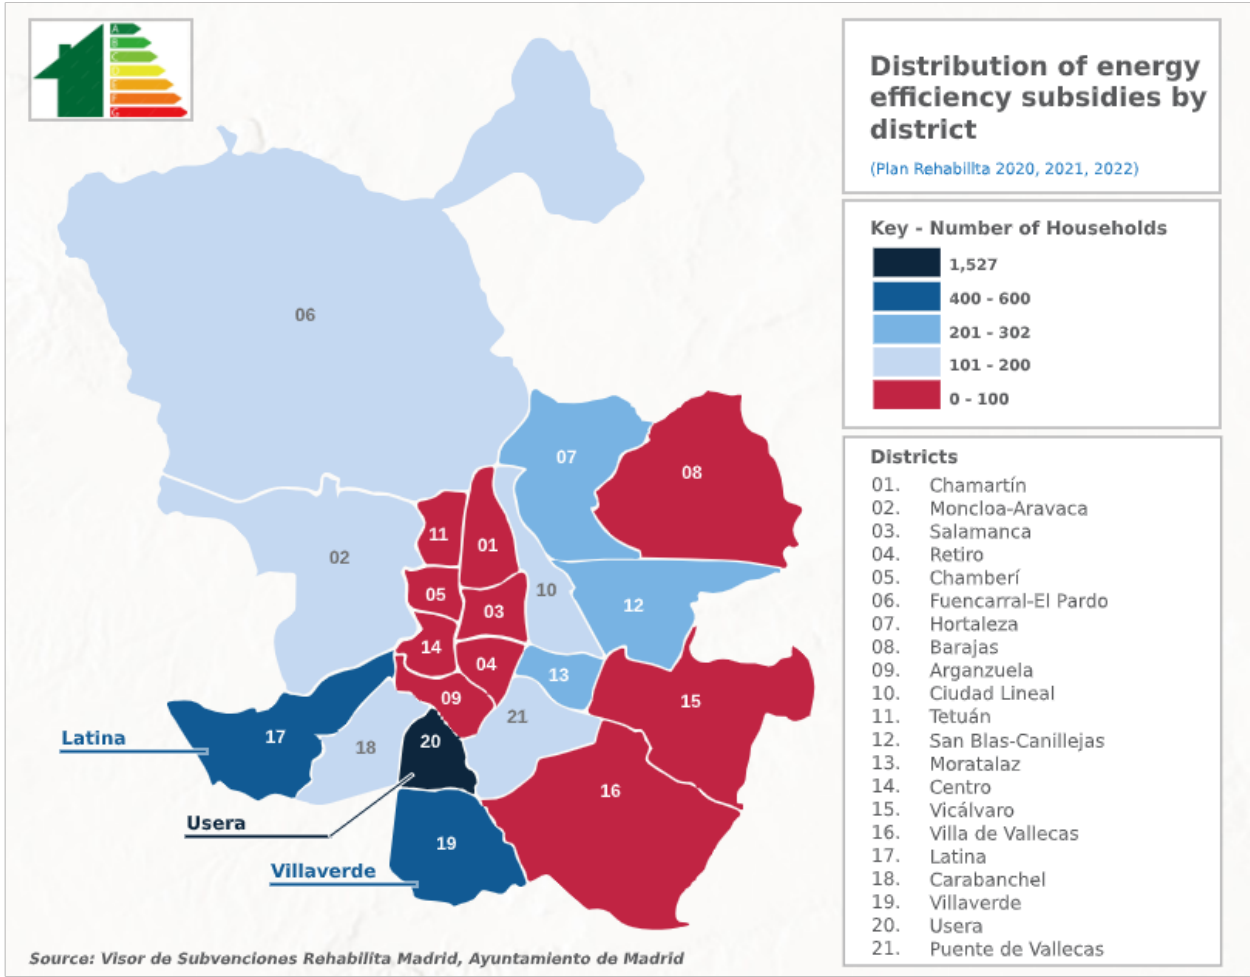 A
B
C
D
E
F
G
Distribution of energy
efficiency subsidies by
district
(Plan Rehabilita 2020, 2021, 2022)
Key - Number of Households
1,527
400 - 600
201 - 302
101 - 200
0 - 100
Districts
01. Chamartín
02. Moncloa-Aravaca
03. Salamanca
04. Retiro
05. Chamberí
06. Fuencarral-El Pardo
07. Hortaleza
08. Barajas
09. Arganzuela
10. Ciudad Lineal
11. Tetuán
12. San Blas-Canillejas
13. Moratalaz
14. Centro
15. Vicálvaro
16. Villa de Vallecas
17. Latina
18. Carabanchel
19. Villaverde
20. Usera
21. Puente de Vallecas
06
07
08
11
01
02
05
10
03
12
14
04
13
09
15
21
17
18
20
Latina
16
Usera
19
Villaverde
Source: Visor de Subvenciones Rehabilita Madrid, Ayuntamiento de Madrid